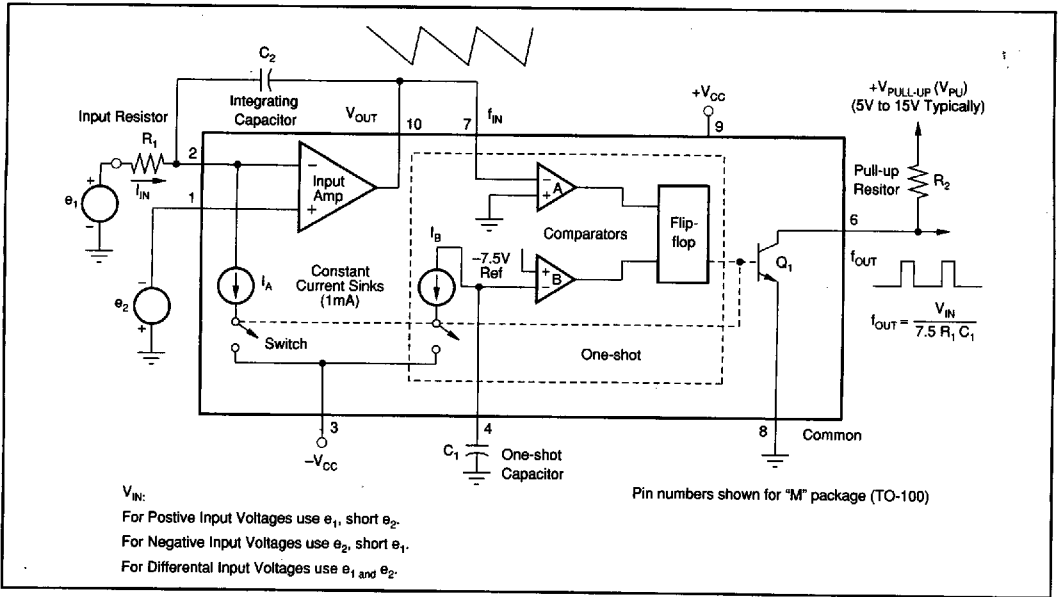 C2
Integrating
Capacitor
VOUT
10
7
fIN
+VCC
9
+VPULL-UP (VPU)
(5V to 15V Typically)
Input Resistor
R1
2
IIN
e1
+
–
1
–
+
Input
Amp
–
+
A
Comparators
Flip-
flop
Pull-up
Resitor
R2
6
fOUT
Q1
e2
–
+
IA
Constant
Current Sinks
(1mA)
IB
–7.5V
Ref
+
–
B
fOUT = VIN
7.5 R1 C1
Switch
One-shot
3
–VCC
4
C1
One-shot
Capacitor
8
Common
VIN:
For Postive Input Voltages use e1, short e2.
For Negative Input Voltages use e2, short e1.
For Differental Input Voltages use e1 and e2.
Pin numbers shown for "M" package (TO-100)